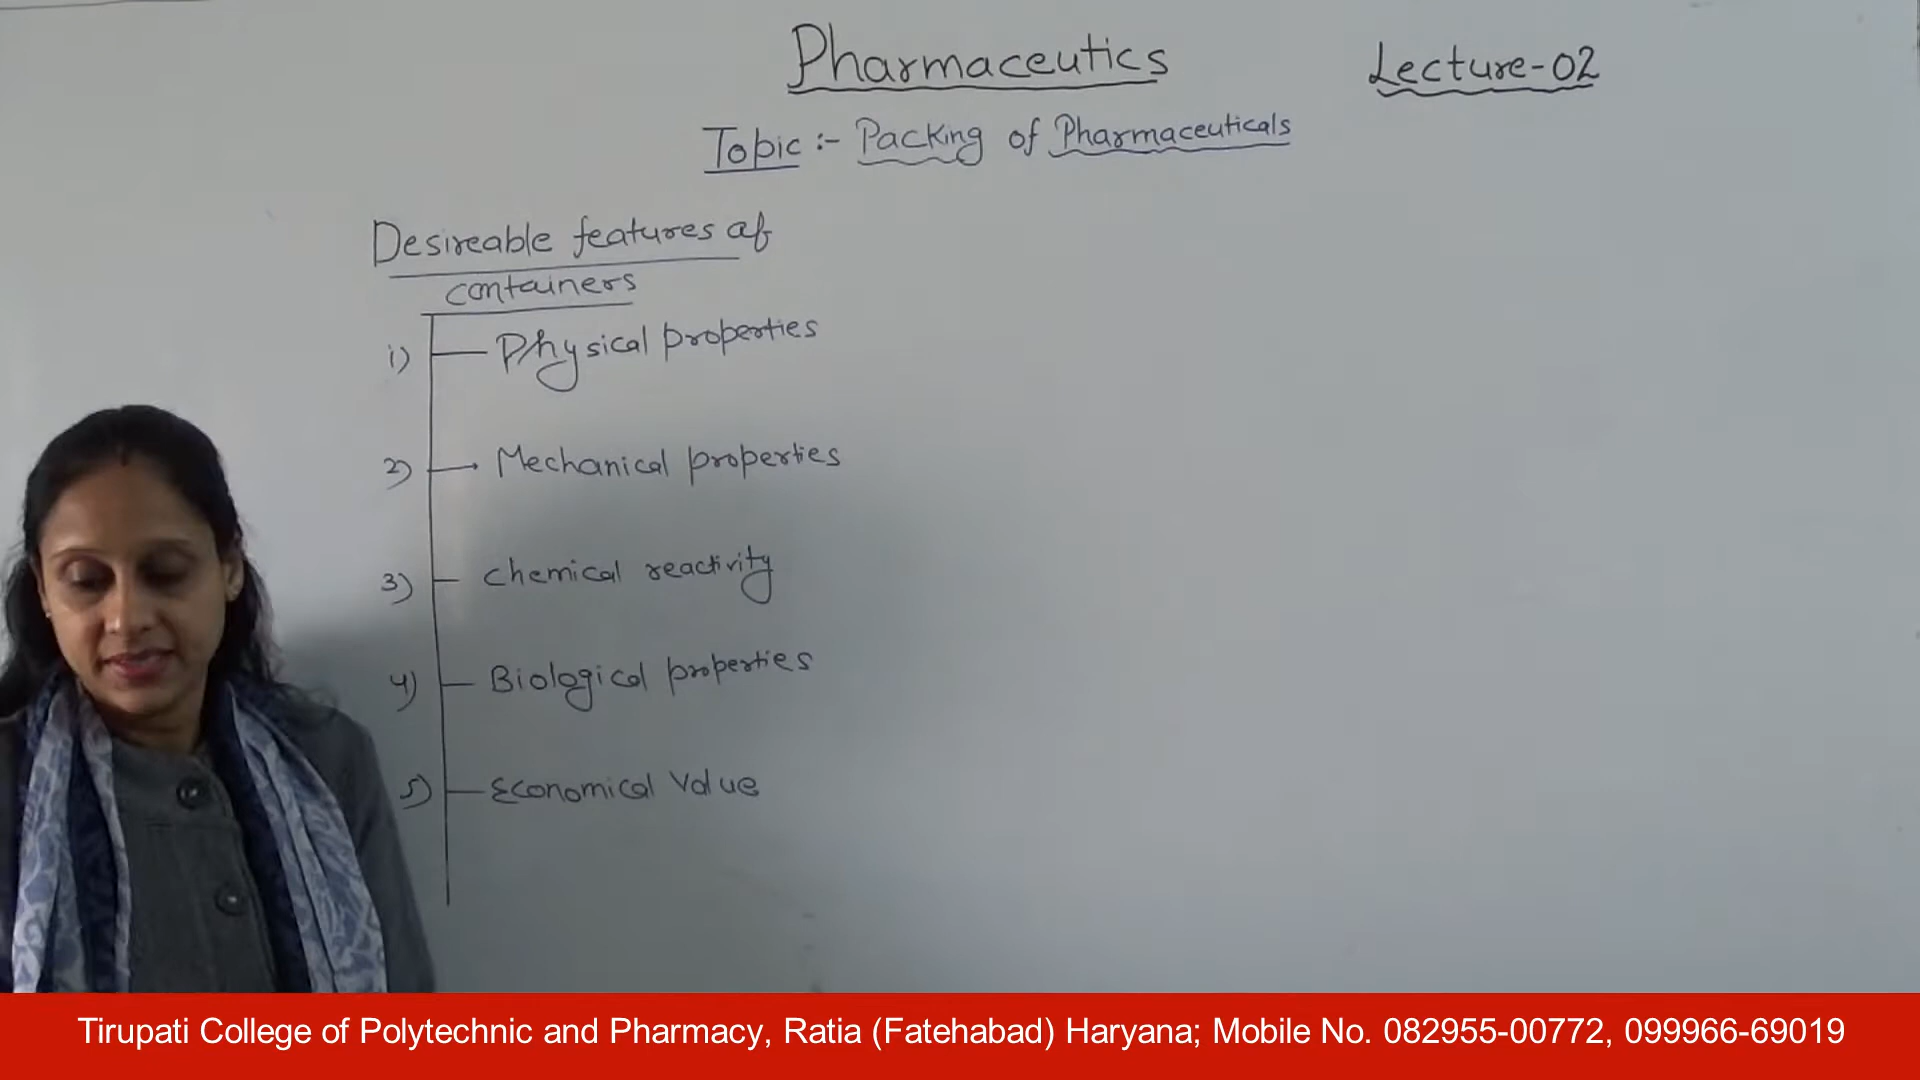 Pharmaceutics
Lecture-02
Topic :- Packing of Pharmaceuticals
Desireable features of
containers
1) Physical properties
2) Mechanical properties
3) chemical reactivity
4) Biological properties
5) Economical Value
Tirupati College of Polytechnic and Pharmacy, Ratia (Fatehabad) Haryana; Mobile No. 082955-00772, 099966-69019